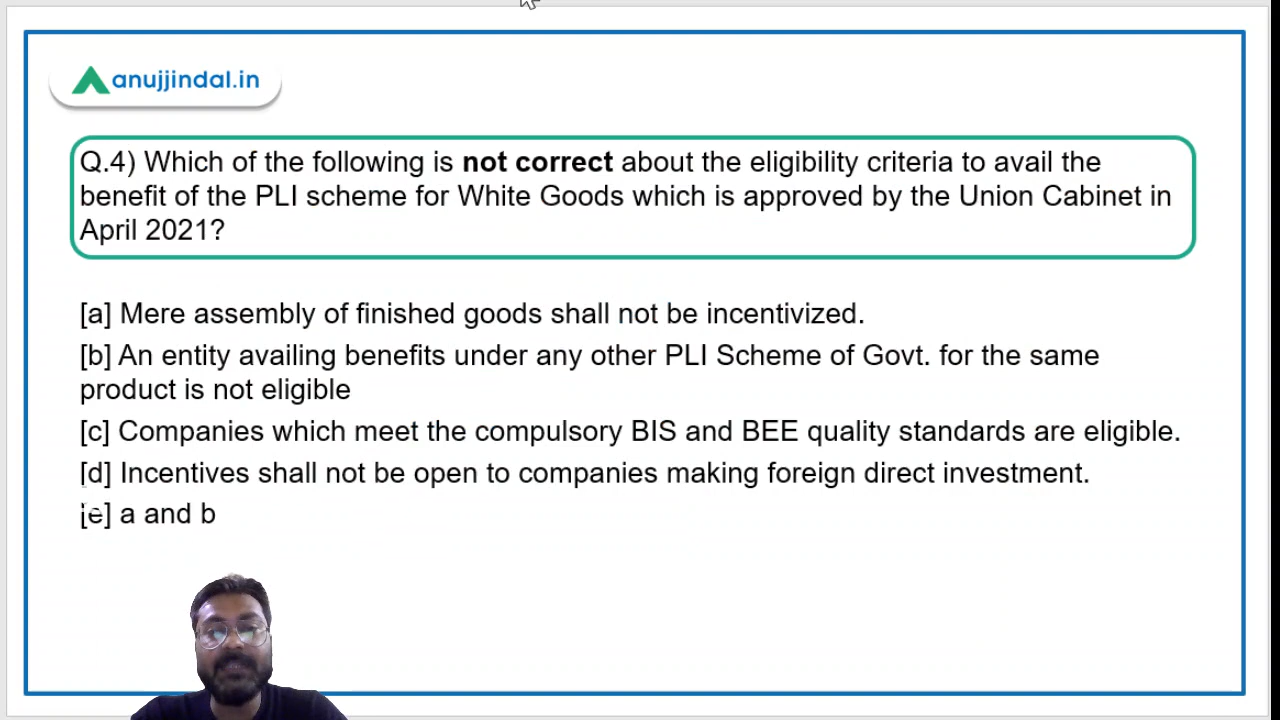 anujjindal.in
Q.4) Which of the following is not correct about the eligibility criteria to avail the
benefit of the PLI scheme for White Goods which is approved by the Union Cabinet in
April 2021?
[a] Mere assembly of finished goods shall not be incentivized.
[b] An entity availing benefits under any other PLI Scheme of Govt. for the same
product is not eligible
[c] Companies which meet the compulsory BIS and BEE quality standards are eligible.
[d] Incentives shall not be open to companies making foreign direct investment.
[e] a and b